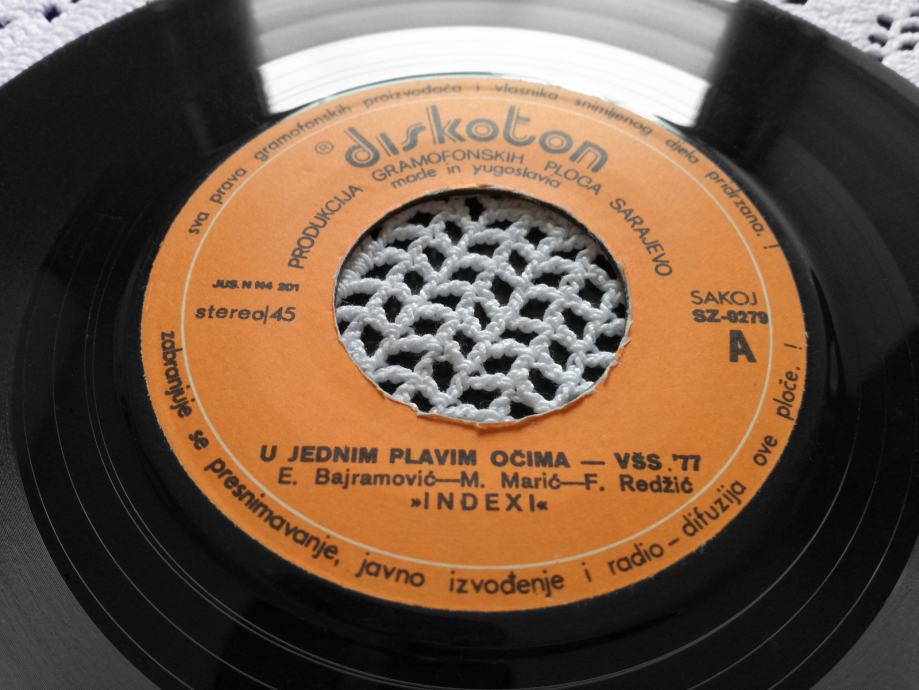 sva prava gramofonskih proizvođača i vlasnika snimljenog djela pridržana. !
® diskoton
PRODUKCIJA GRAMOFONSKIH PLOČA SARAJEVO
made in yugoslavia
JUS. N N4 201
stereo|45
SAKOJ
SZ-0279
A
U JEDNIM PLAVIM OČIMA — VŠS .'77
E. Bajramović—M. Marić—F. Redžić
»INDEXI«
zabranjuje se presnimavanje, javno izvođenje i radio-difuzija ove ploče. !